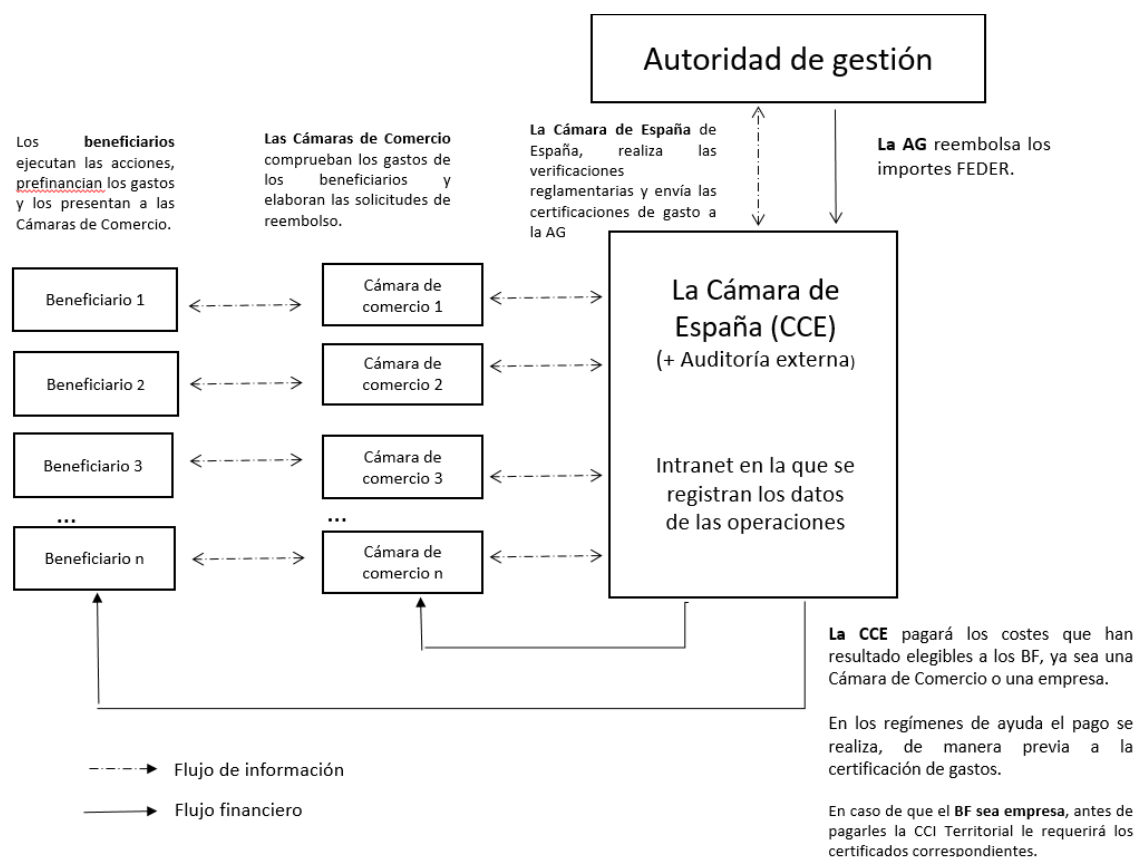 Autoridad de gestión
Los beneficiarios
ejecutan las acciones,
prefinancian los gastos
y los presentan a las
Cámaras de Comercio.
Las Cámaras de Comercio
comprueban los gastos de
los beneficiarios y
elaboran las solicitudes de
reembolso.
La Cámara de España de
España, realiza las
verificaciones
reglamentarias y envía las
certificaciones de gasto a
la AG
La AG reembolsa los
importes FEDER.
Beneficiario 1
Cámara de
comercio 1
Beneficiario 2
Cámara de
comercio 2
Beneficiario 3
Cámara de
comercio 3
...
...
Beneficiario n
Cámara de
comercio n
La Cámara de
España (CCE)
(+ Auditoría externa)
Intranet en la que se
registran los datos
de las operaciones
La CCE pagará los costes que han
resultado elegibles a los BF, ya sea una
Cámara de Comercio o una empresa.
En los regímenes de ayuda el pago se
realiza, de manera previa a la
certificación de gastos.
En caso de que el BF sea empresa, antes de
pagarles la CCI Territorial le requerirá los
certificados correspondientes.
Flujo de información
Flujo financiero